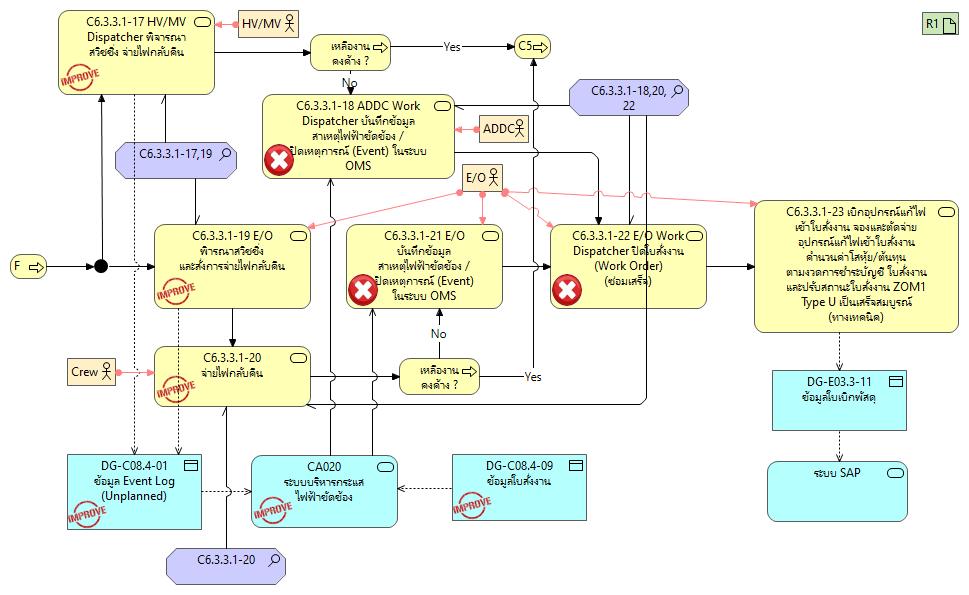 C6.3.3.1-17 HV/MV
Dispatcher พิจารณา
สวิชชิ่ง จ่ายไฟกลับคืน
IMPROVE
HV/MV
เหลืองาน
คงค้าง ?
Yes
No
C5
R1
C6.3.3.1-18 ADDC Work
Dispatcher บันทึกข้อมูล
สาเหตุไฟฟ้าขัดข้อง /
ปิดเหตุการณ์ (Event) ในระบบ
OMS
C6.3.3.1-18,20,
22
ADDC
C6.3.3.1-17,19
E/O
F
C6.3.3.1-19 E/O
พิารณาสวิชชิ่ง
และสั่งการจ่ายไฟกลับคืน
IMPROVE
C6.3.3.1-21 E/O
บันทึกข้อมูล
สาเหตุไฟฟ้าขัดข้อง /
ปิดเหตุการณ์ (Event)
ในระบบ OMS
C6.3.3.1-22 E/O Work
Dispatcher ปิดใบสั่งงาน
(Work Order)
(ซ่อมเสร็จ)
C6.3.3.1-23 เบิกอุปกรณ์แก้ไฟ
เข้าใบสั่งงาน จองและตัดจ่าย
อุปกรณ์แก้ไฟเข้าใบสั่งงาน
คำนวนค่าโสหุ้ย/ต้นทุน
ตามงวดการชำระบัญชี ใบสั่งงาน
และปรับสถานะใบสั่งงาน ZOM1
Type U เป็นเสร็จสมบูรณ์
(ทางเทคนิค)
No
Crew
C6.3.3.1-20
จ่ายไฟกลับคืน
IMPROVE
เหลืองาน
คงค้าง ?
Yes
DG-E03.3-11
ข้อมูลใบเบิกพัสดุ
DG-C08.4-01
ข้อมูล Event Log
(Unplanned)
IMPROVE
CA020
ระบบบริหารกระแส
ไฟฟ้าขัดข้อง
IMPROVE
DG-C08.4-09
ข้อมูลใบสั่งงาน
IMPROVE
ระบบ SAP
C6.3.3.1-20